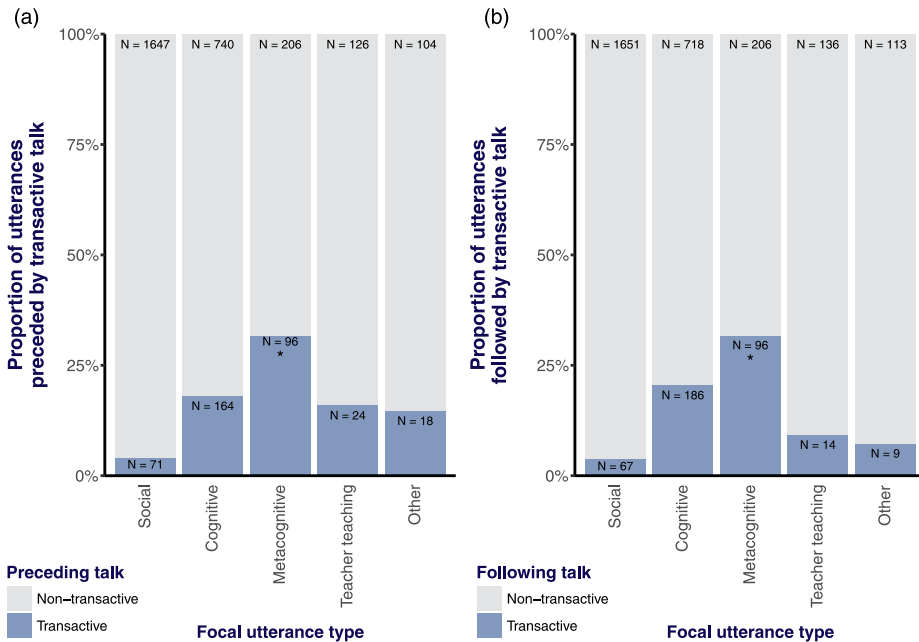 (a)
Proportion of utterances
preceded by transactive talk
100%
75%
50%
25%
0%
N = 1647
N = 740
N = 206
N = 126
N = 104
N = 71
N = 164
N = 96
*
N = 24
N = 18
Social
Cognitive
Metacognitive
Teacher teaching
Other
Focal utterance type
Preceding talk
Non−transactive
Transactive
(b)
Proportion of utterances
followed by transactive talk
100%
75%
50%
25%
0%
N = 1651
N = 718
N = 206
N = 136
N = 113
N = 67
N = 186
N = 96
*
N = 14
N = 9
Social
Cognitive
Metacognitive
Teacher teaching
Other
Focal utterance type
Following talk
Non−transactive
Transactive